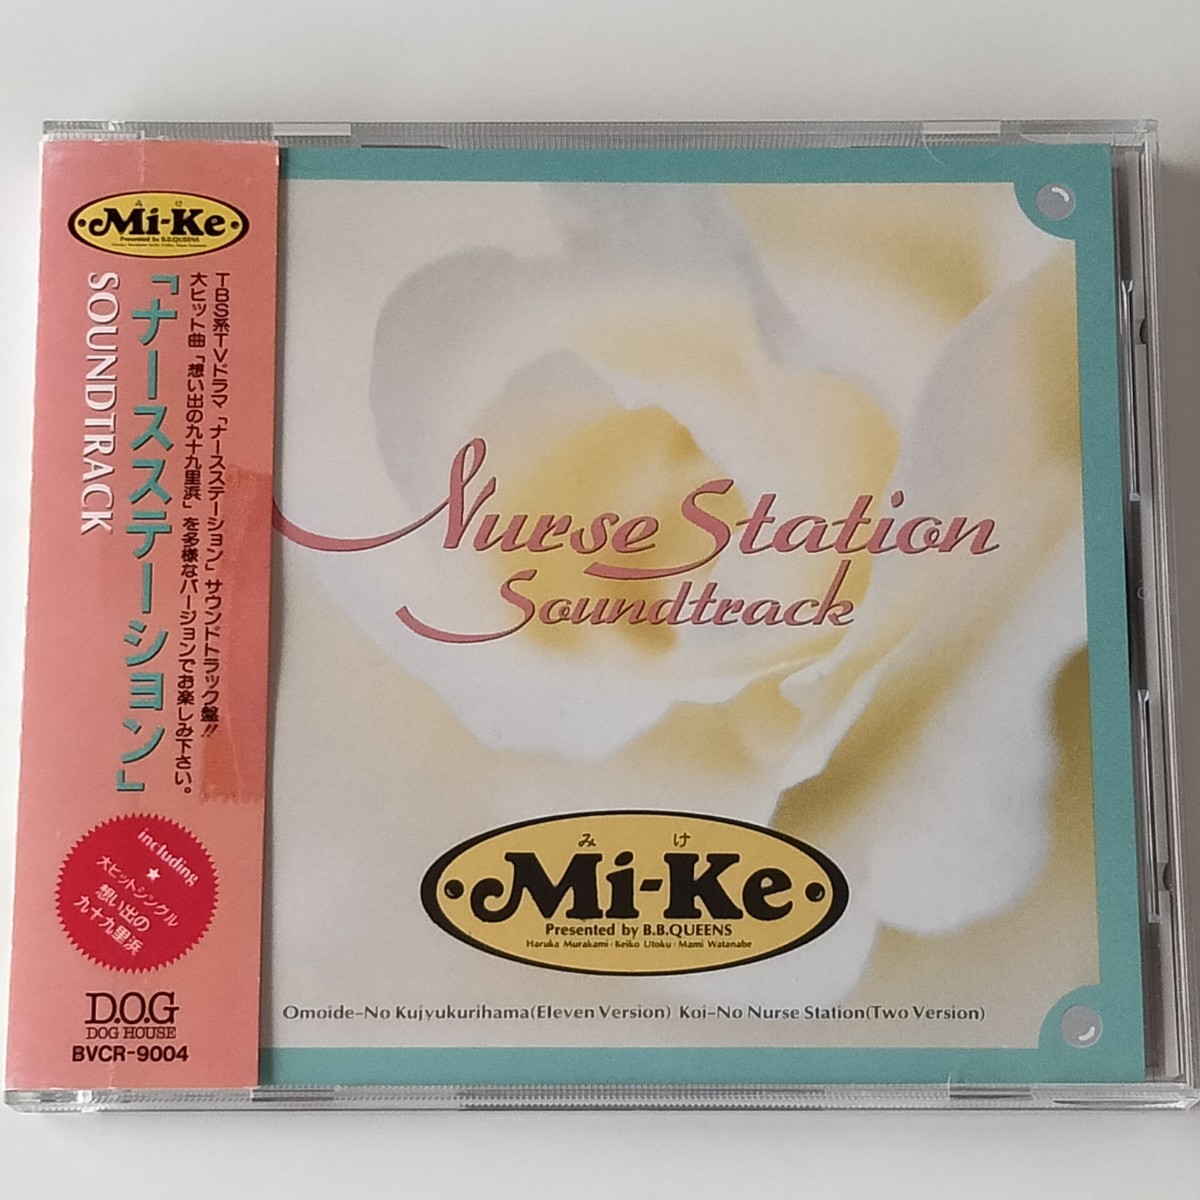 みけ
Mi-Ke
Presented by B.B.QUEENS
TBS系TVドラマ「ナースステーション」サウンドトラック盤!!
大ヒット曲「想い出の九十九里浜」を多様なバージョンでお楽しみ下さい。
「ナースステーション」
SOUNDTRACK
including
★
大ヒットシングル
想い出の
九十九里浜
D.O.G
DOG HOUSE
BVCR-9004
Nurse Station
Soundtrack
みけ
Mi-Ke
Presented by B.B.QUEENS
Haruka Murakami・Keiko Utoku・Mami Watanabe
Omoide-No Kujyukurihama(Eleven Version) Koi-No Nurse Station(Two Version)